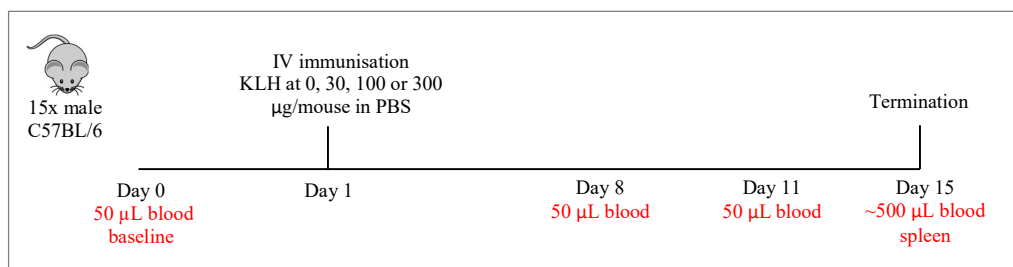 15x male
C57BL/6
IV immunisation
KLH at 0, 30, 100 or 300
µg/mouse in PBS
Termination
Day 0
50 µL blood
baseline
Day 1
Day 8
50 µL blood
Day 11
50 µL blood
Day 15
~500 µL blood
spleen